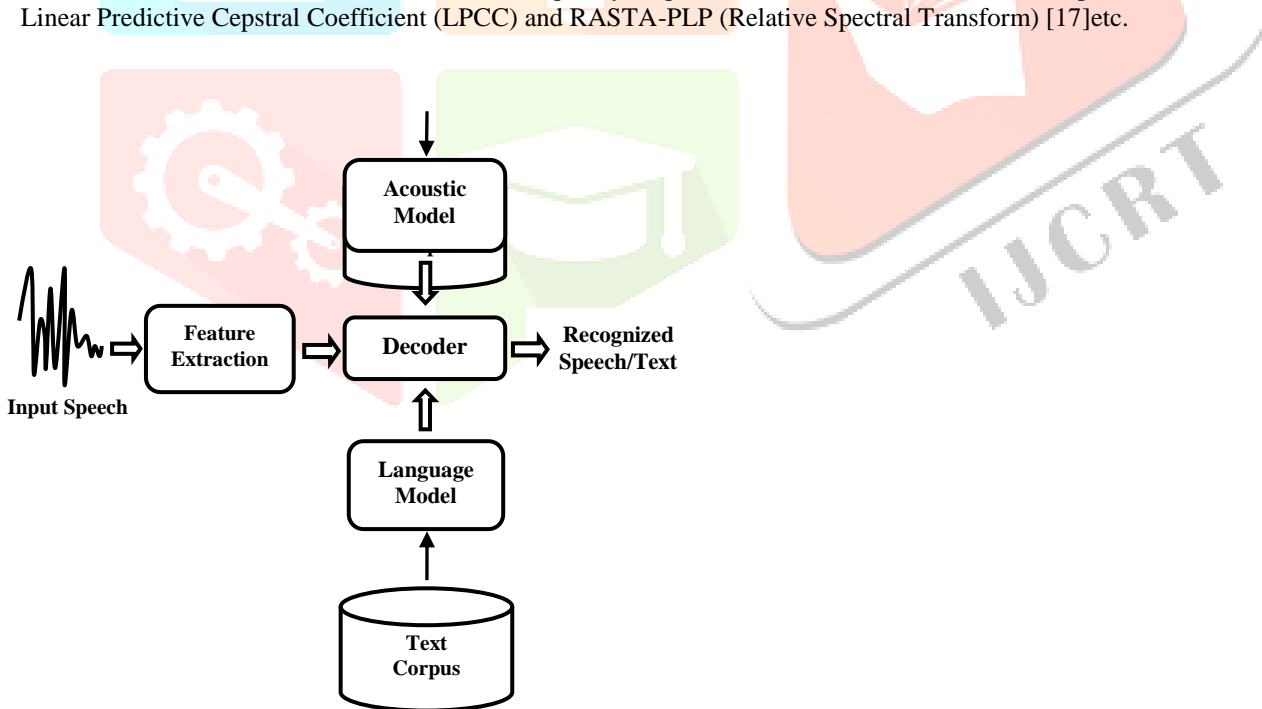 Linear Predictive Cepstral Coefficient (LPCC) and RASTA-PLP (Relative Spectral Transform) [17]etc.
Acoustic
Model
Feature
Extraction
Decoder
Recognized
Speech/Text
Input Speech
Language
Model
Text
Corpus
IJCRT